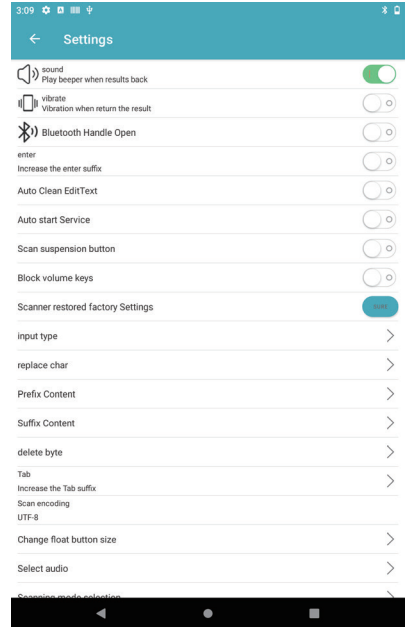 3:09
Settings
sound
Play beeper when results back
vibrate
Vibration when return the result
Bluetooth Handle Open
enter
Increase the enter suffix
Auto Clean EditText
Auto start Service
Scan suspension button
Block volume keys
Scanner restored factory Settings
input type
replace char
Prefix Content
Suffix Content
delete byte
Tab
Increase the Tab suffix
Scan encoding
UTF-8
Change float button size
Select audio
Scanning mode selection